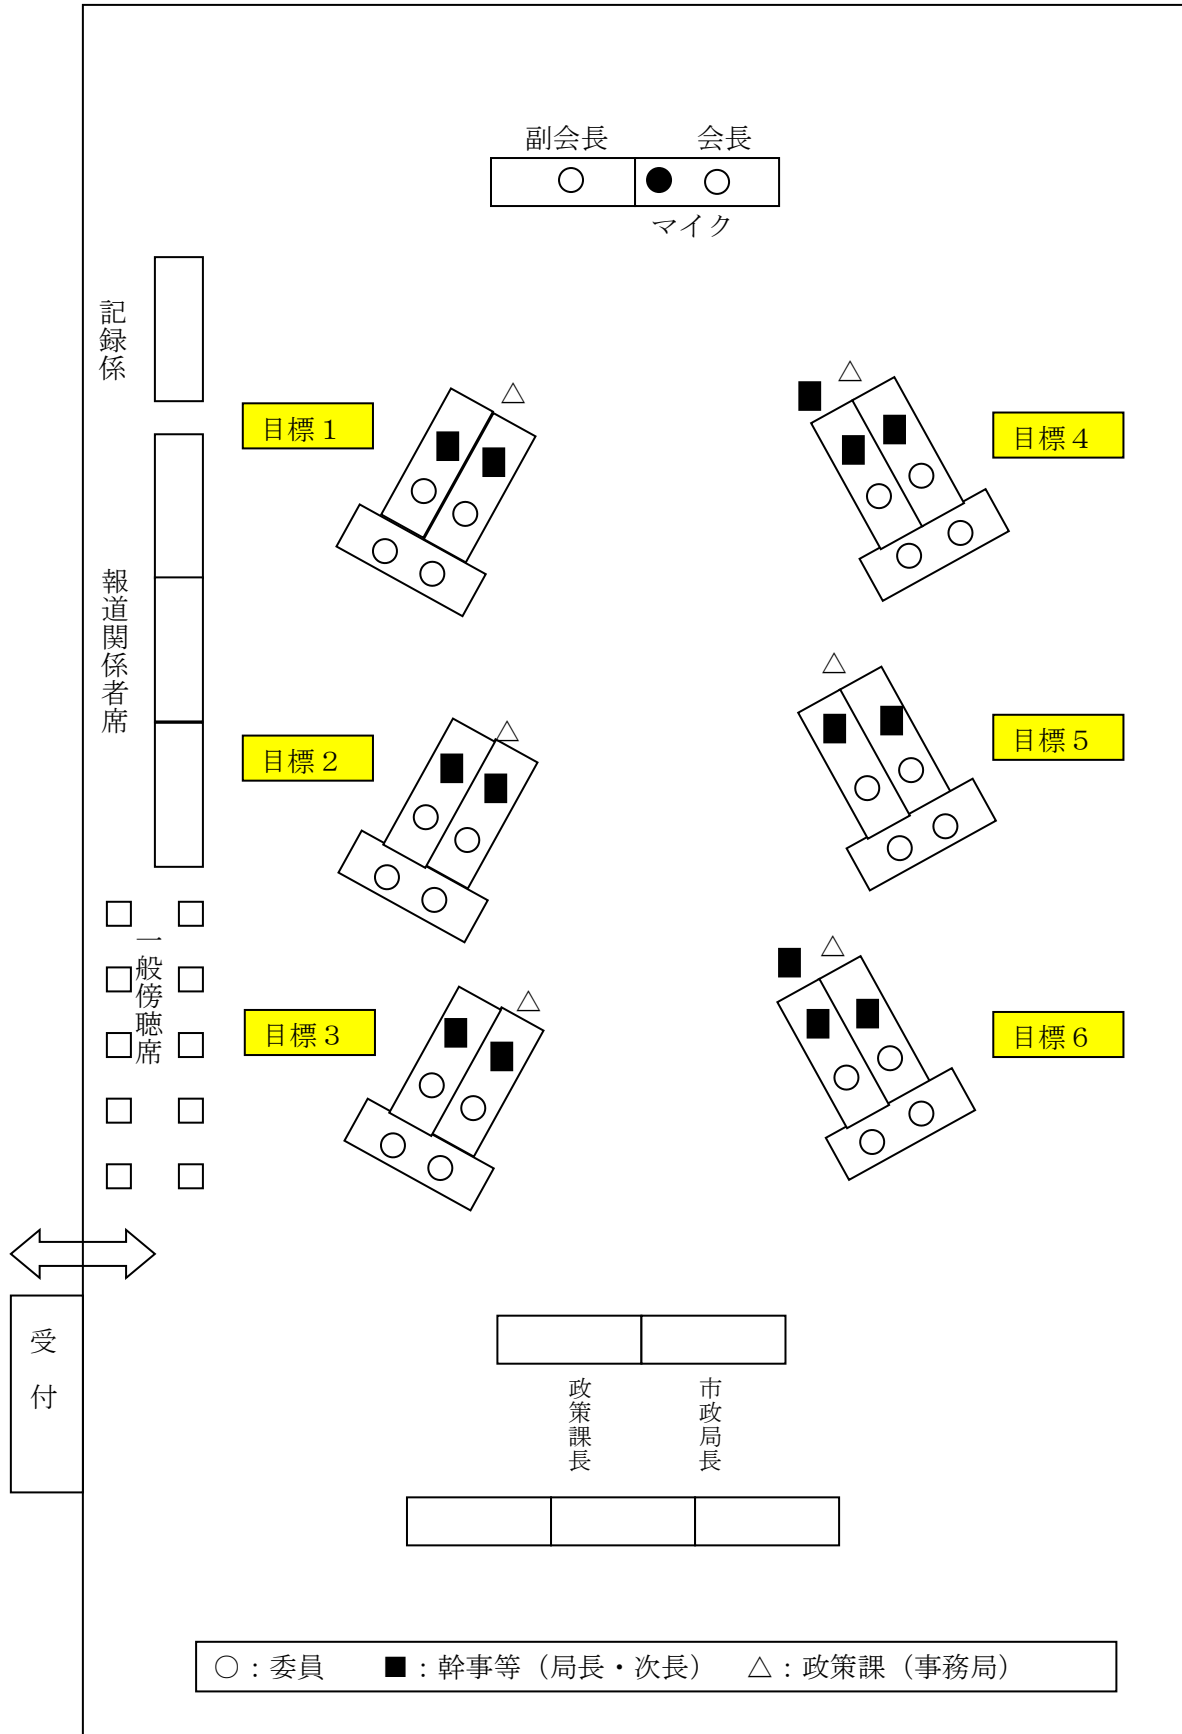 副会長
会長
マイク
記録係
目標１
目標４
報道関係者席
目標２
目標５
一般傍聴席
目標３
目標６
受付
政策課長
市政局長
○：委員　■：幹事等（局長・次長）　△：政策課（事務局）